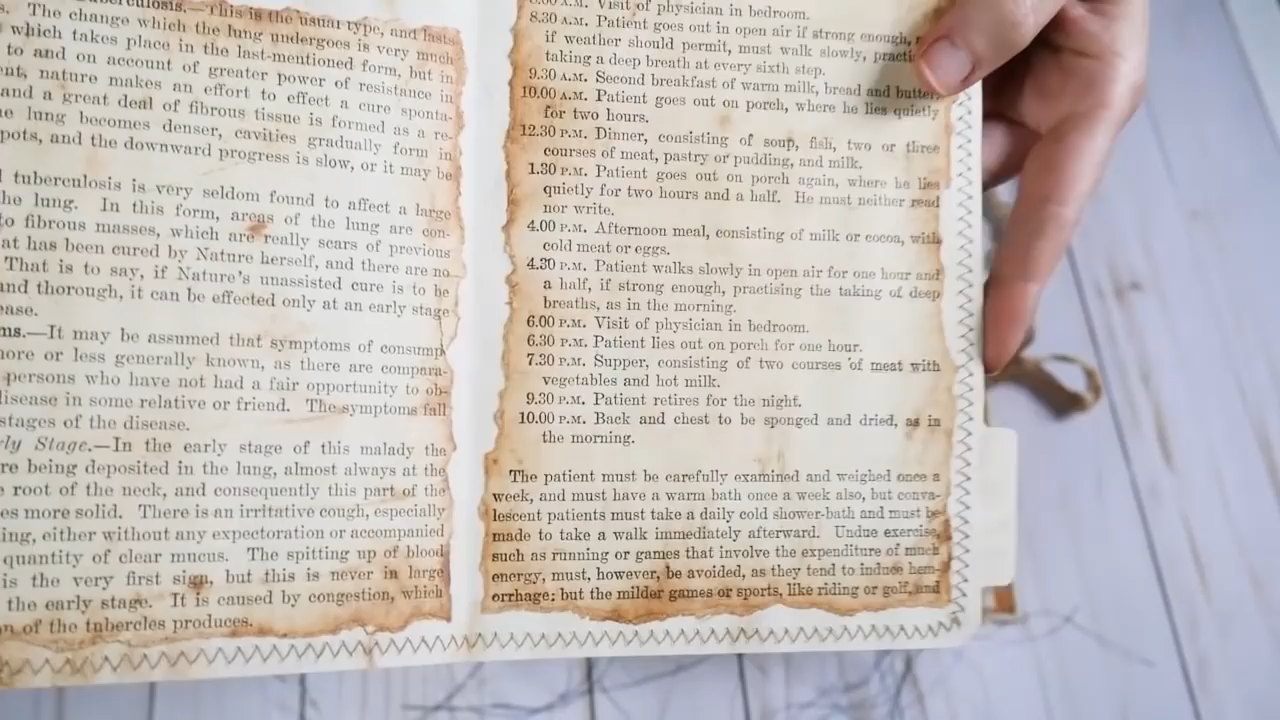 Tuberculosis.—This is the usual type, and lasts
The change which the lung undergoes is very much
which takes place in the last-mentioned form, but in
to and on account of greater power of resistance in
nature makes an effort to effect a cure sponta-
and a great deal of fibrous tissue is formed as a re-
lung becomes denser, cavities gradually form in
pots, and the downward progress is slow, or it may be
tuberculosis is very seldom found to affect a large
the lung. In this form, areas of the lung are con-
to fibrous masses, which are really scars of previous
at has been cured by Nature herself, and there are no
That is to say, if Nature's unassisted cure is to be
and thorough, it can be effected only at an early stage
ease.
ms.—It may be assumed that symptoms of consump
more or less generally known, as there are compara-
persons who have not had a fair opportunity to ob-
disease in some relative or friend. The symptoms fall
stages of the disease.
rly Stage.—In the early stage of this malady the
re being deposited in the lung, almost always at the
root of the neck, and consequently this part of the
es more solid. There is an irritative cough, especially
ing, either without any expectoration or accompanied
quantity of clear mucus. The spitting up of blood
is the very first sign, but this is never in large
the early stage. It is caused by congestion, which
n of the tubercles produces.
A.M. Visit of physician in bedroom.
8.30 A.M. Patient goes out in open air if strong enough,
if weather should permit, must walk slowly, practi
taking a deep breath at every sixth step.
9.30 A.M. Second breakfast of warm milk, bread and butter.
10.00 A.M. Patient goes out on porch, where he lies quietly
for two hours.
12.30 P.M. Dinner, consisting of soup, fish, two or three
courses of meat, pastry or pudding, and milk.
1.30 P.M. Patient goes out on porch again, where he lies
quietly for two hours and a half. He must neither read
nor write.
4.00 P.M. Afternoon meal, consisting of milk or cocoa, with
cold meat or eggs.
4.30 P.M. Patient walks slowly in open air for one hour and
a half, if strong enough, practising the taking of deep
breaths, as in the morning.
6.00 P.M. Visit of physician in bedroom.
6.30 P.M. Patient lies out on porch for one hour.
7.30 P.M. Supper, consisting of two courses of meat with
vegetables and hot milk.
9.30 P.M. Patient retires for the night.
10.00 P.M. Back and chest to be sponged and dried, as in
the morning.
The patient must be carefully examined and weighed once a
week, and must have a warm bath once a week also, but conva-
lescent patients must take a daily cold shower-bath and must be
made to take a walk immediately afterward. Undue exercise,
such as running or games that involve the expenditure of much
energy, must, however, be avoided, as they tend to induce hem-
orrhage; but the milder games or sports, like riding or golf, and